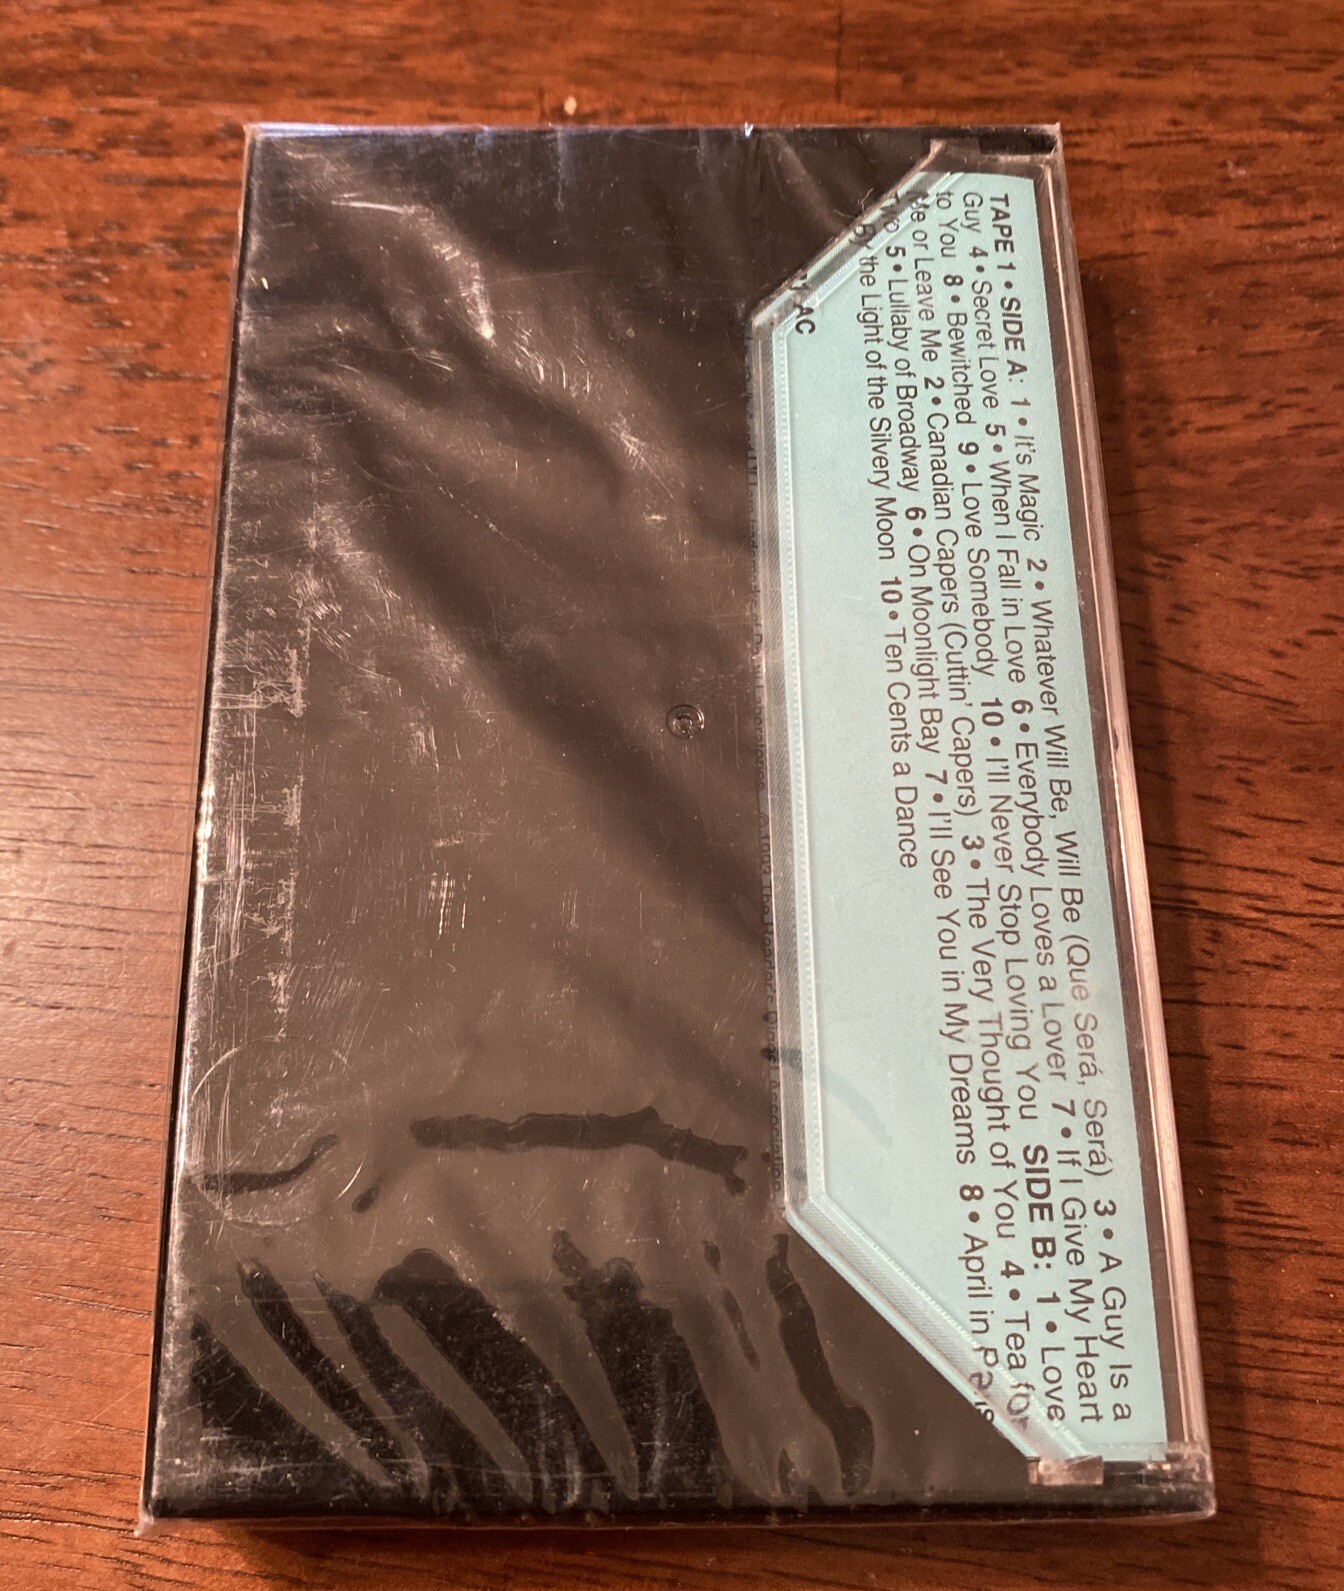 TAPE 1 • SIDE A: 1 • It's Magic 2 • Whatever Will Be, Will Be (Que Será, Será) 3 • A Guy Is a
Guy 4 • Secret Love 5 • When I Fall in Love 6 • Everybody Loves a Lover 7 • If I Give My Heart
to You 8 • Bewitched 9 • Love Somebody 10 • I'll Never Stop Loving You SIDE B: 1 • Love
Me or Leave Me 2 • Canadian Capers (Cuttin' Capers) 3 • The Very Thought of You 4 • Tea for
Two 5 • Lullaby of Broadway 6 • On Moonlight Bay 7 • I'll See You in My Dreams 8 • April in Paris
By the Light of the Silvery Moon 10 • Ten Cents a Dance
AC
©